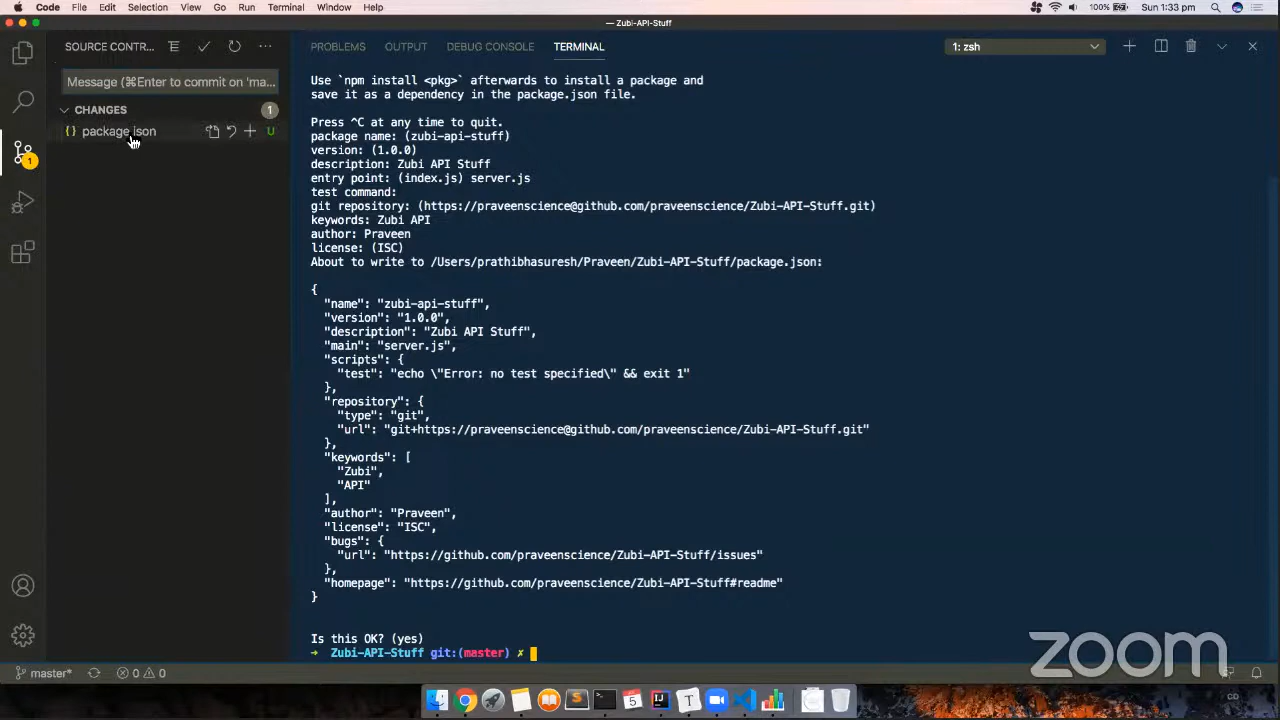 Code File Edit Selection View Go Run Terminal Window Help
100% Sun 1:33 pm
— Zubi-API-Stuff
SOURCE CONTR...
PROBLEMS OUTPUT DEBUG CONSOLE TERMINAL
1: zsh
Message (⌘Enter to commit on 'ma...
CHANGES 1
{} package.json U
1
Use `npm install <pkg>` afterwards to install a package and
save it as a dependency in the package.json file.
Press ^C at any time to quit.
package name: (zubi-api-stuff)
version: (1.0.0)
description: Zubi API Stuff
entry point: (index.js) server.js
test command:
git repository: (https://praveenscience@github.com/praveenscience/Zubi-API-Stuff.git)
keywords: Zubi API
author: Praveen
license: (ISC)
About to write to /Users/prathibhasuresh/Praveen/Zubi-API-Stuff/package.json:
{
"name": "zubi-api-stuff",
"version": "1.0.0",
"description": "Zubi API Stuff",
"main": "server.js",
"scripts": {
"test": "echo \"Error: no test specified\" && exit 1"
},
"repository": {
"type": "git",
"url": "git+https://praveenscience@github.com/praveenscience/Zubi-API-Stuff.git"
},
"keywords": [
"Zubi",
"API"
],
"author": "Praveen",
"license": "ISC",
"bugs": {
"url": "https://github.com/praveenscience/Zubi-API-Stuff/issues"
},
"homepage": "https://github.com/praveenscience/Zubi-API-Stuff#readme"
}
Is this OK? (yes)
→ Zubi-API-Stuff git:(master) ✗
zoom
master* 0 0
5
T
CD